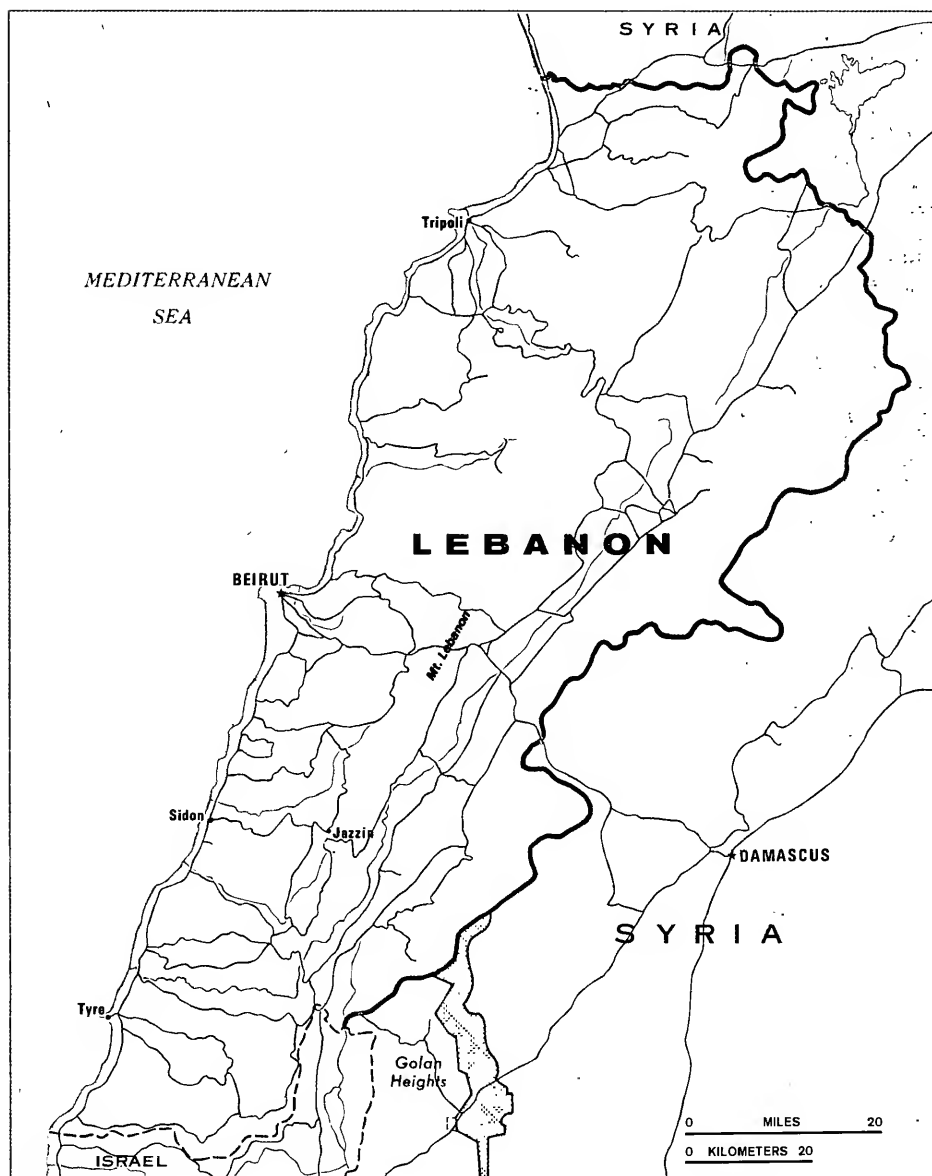 SYRIA
Tripoli
MEDITERRANEAN
SEA
LEBANON
BEIRUT
Mt. Lebanon
Sidon
Jazzin
DAMASCUS
SYRIA
Tyre
Golan
Heights
ISRAEL
0 MILES 20
0 KILOMETERS 20